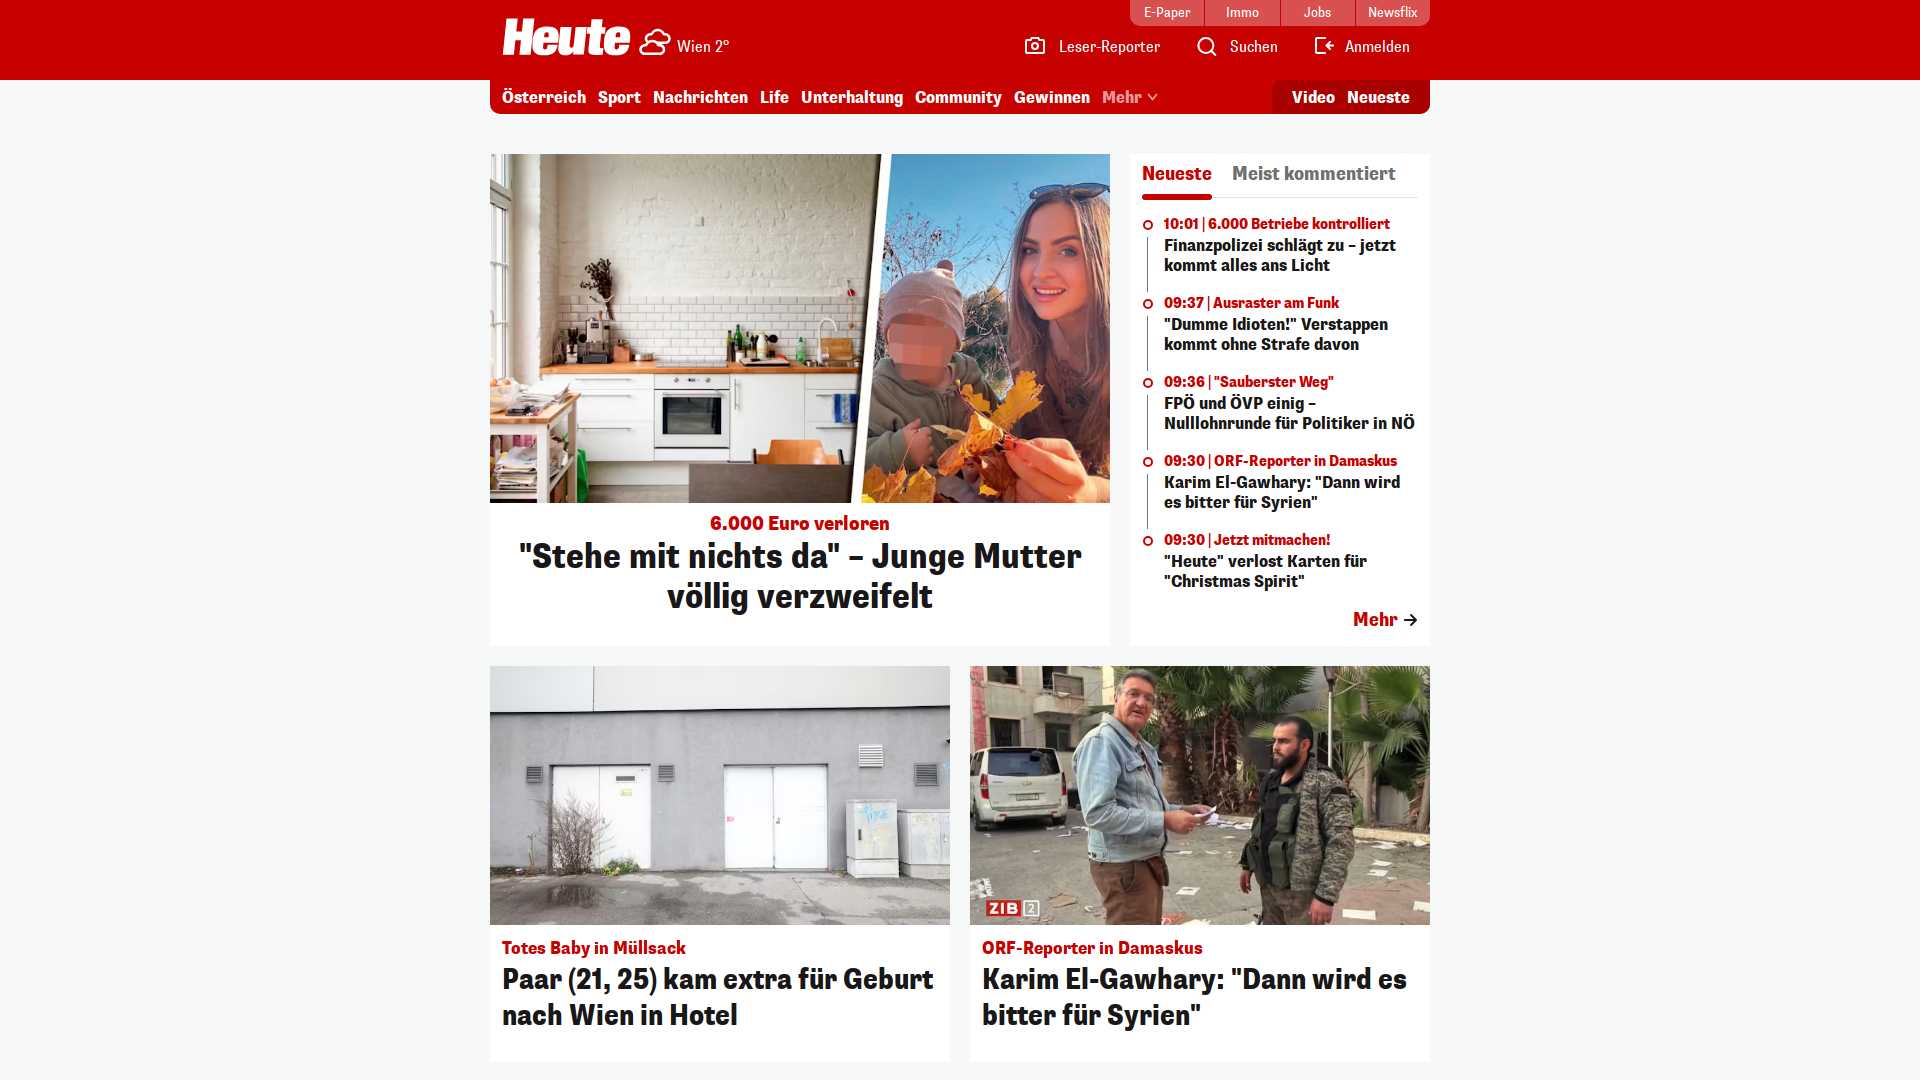 E-Paper
Immo
Jobs
Newsflix
Heute
Wien 2°
Leser-Reporter
Suchen
Anmelden
Österreich
Sport
Nachrichten
Life
Unterhaltung
Community
Gewinnen
Mehr
Video
Neueste
6.000 Euro verloren
"Stehe mit nichts da" – Junge Mutter
völlig verzweifelt
Neueste
Meist kommentiert
10:01 | 6.000 Betriebe kontrolliert
Finanzpolizei schlägt zu – jetzt
kommt alles ans Licht
09:37 | Ausraster am Funk
"Dumme Idioten!" Verstappen
kommt ohne Strafe davon
09:36 | "Sauberster Weg"
FPÖ und ÖVP einig –
Nulllohnrunde für Politiker in NÖ
09:30 | ORF-Reporter in Damaskus
Karim El-Gawhary: "Dann wird
es bitter für Syrien"
09:30 | Jetzt mitmachen!
"Heute" verlost Karten für
"Christmas Spirit"
Mehr
Totes Baby in Müllsack
Paar (21, 25) kam extra für Geburt
nach Wien in Hotel
ZIB 2
ORF-Reporter in Damaskus
Karim El-Gawhary: "Dann wird es
bitter für Syrien"